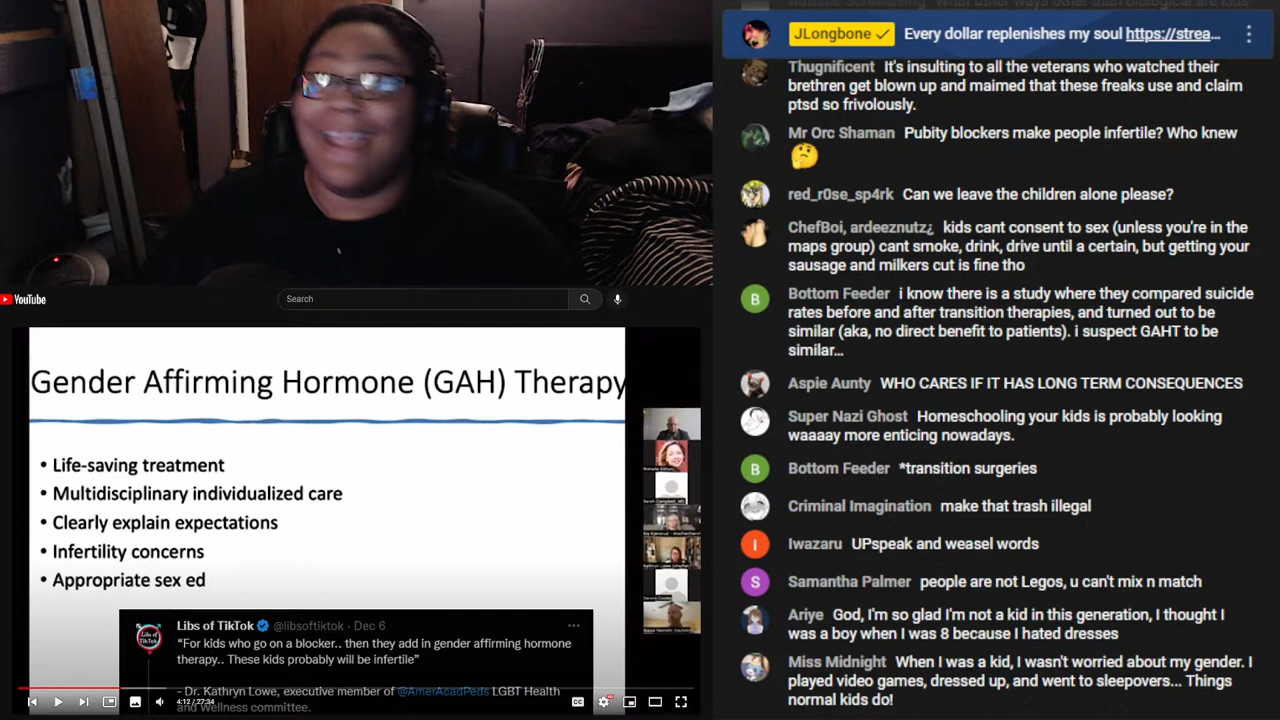 JLongbone Every dollar replenishes my soul https://strea...
Thugnificent It's insulting to all the veterans who watched their
brethren get blown up and maimed that these freaks use and claim
ptsd so frivolously.
Mr Orc Shaman Pubity blockers make people infertile? Who knew
🤔
red_r0se_sp4rk Can we leave the children alone please?
ChefBoi, ardeeznutz¿ kids cant consent to sex (unless you're in the
maps group) cant smoke, drink, drive until a certain, but getting your
sausage and milkers cut is fine tho
Bottom Feeder i know there is a study where they compared suicide
rates before and after transition therapies, and turned out to be
similar (aka, no direct benefit to patients). i suspect GAHT to be
similar...
Aspie Aunty WHO CARES IF IT HAS LONG TERM CONSEQUENCES
Super Nazi Ghost Homeschooling your kids is probably looking
waaaay more enticing nowadays.
Bottom Feeder *transition surgeries
Criminal Imagination make that trash illegal
Iwazaru UPspeak and weasel words
Samantha Palmer people are not Legos, u can't mix n match
Ariye God, I'm so glad I'm not a kid in this generation, I thought I
was a boy when I was 8 because I hated dresses
Miss Midnight When I was a kid, I wasn't worried about my gender. I
played video games, dressed up, and went to sleepovers... Things
normal kids do!
YouTube
Search
Gender Affirming Hormone (GAH) Therapy
• Life-saving treatment
• Multidisciplinary individualized care
• Clearly explain expectations
• Infertility concerns
• Appropriate sex ed
Libs of TikTok @libsoftiktok · Dec 6
“For kids who go on a blocker.. then they add in gender affirming hormone
therapy.. These kids probably will be infertile”
- Dr. Kathryn Lowe, executive member of @AmerAcadPeds LGBT Health
and Wellness committee.
4:12 / 27:34